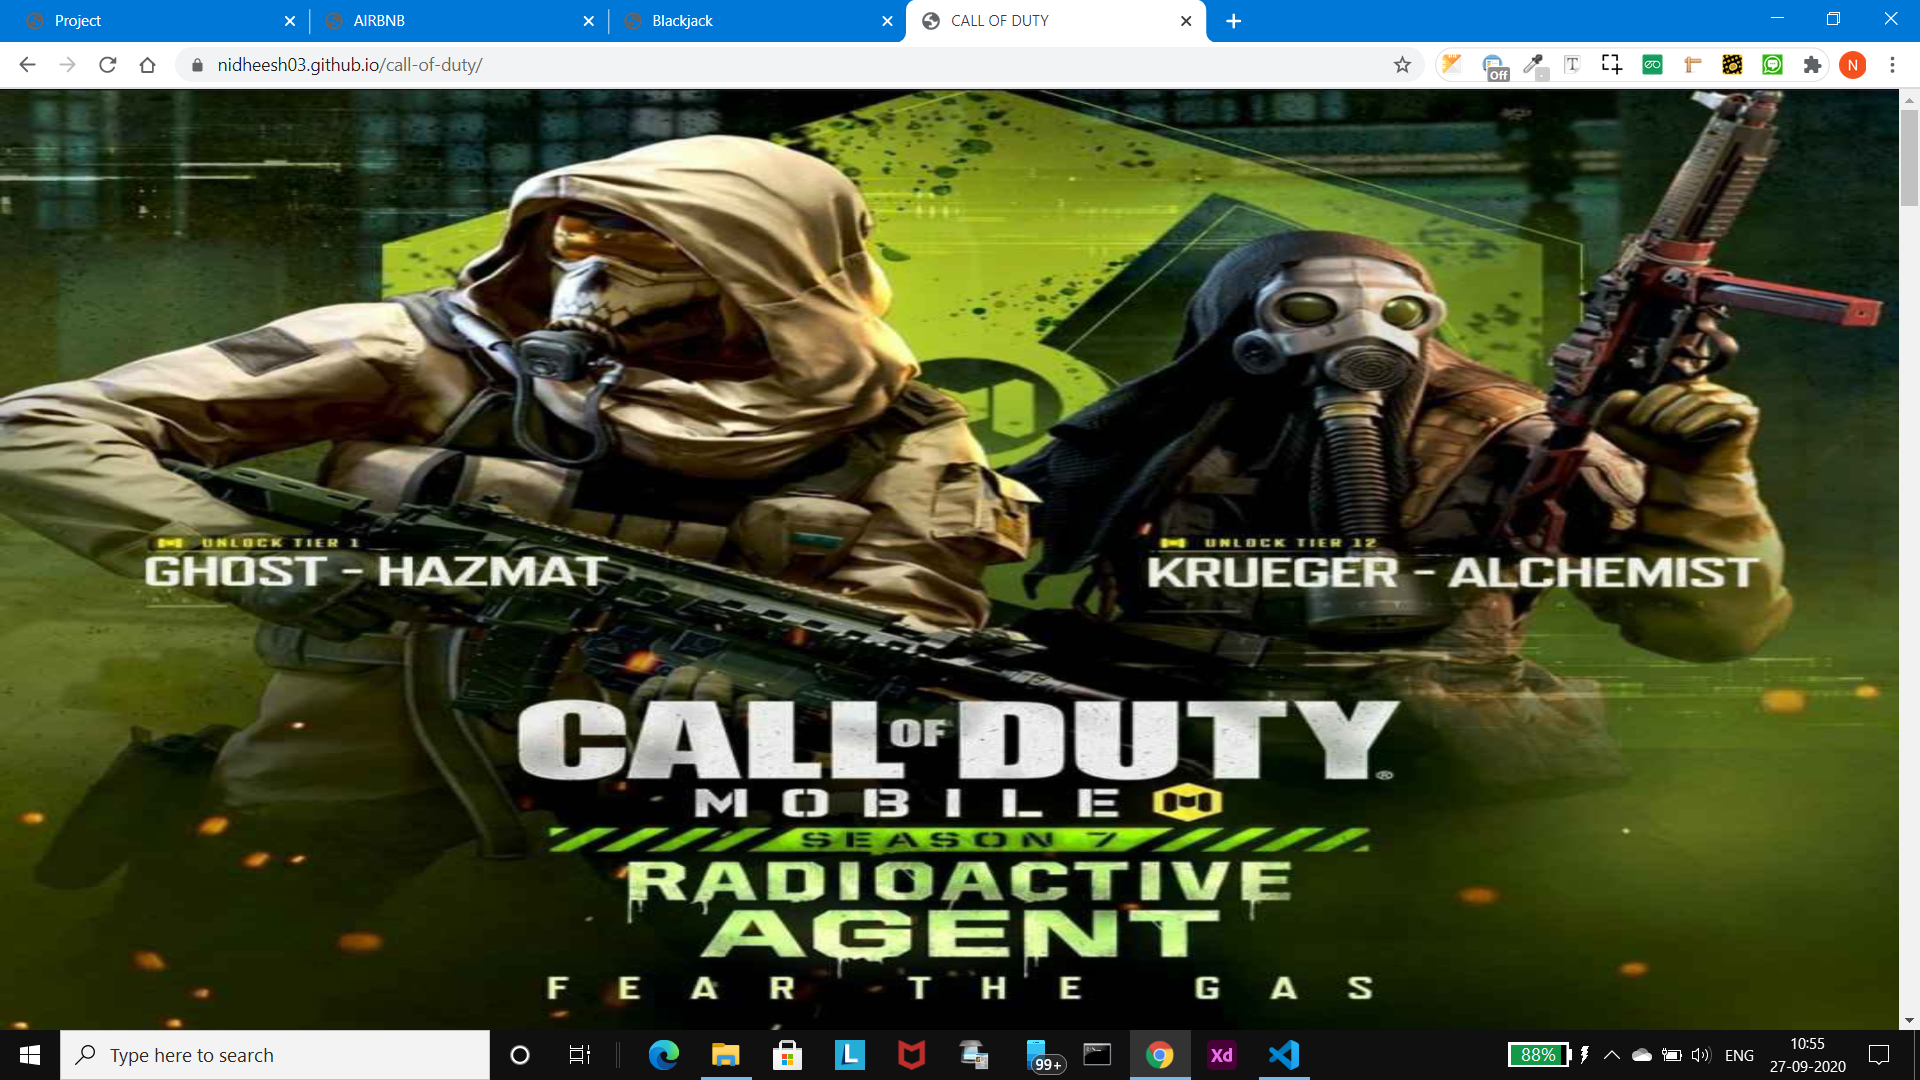 Project
AIRBNB
Blackjack
CALL OF DUTY
nidheesh03.github.io/call-of-duty/
Off
T
N
UNLOCK TIER 1
GHOST - HAZMAT
UNLOCK TIER 12
KRUEGER - ALCHEMIST
CALL OF DUTY®
MOBILE
SEASON 7
RADIOACTIVE
AGENT
FEAR THE GAS
Type here to search
L
99+
Xd
88%
ENG
10:55
27-09-2020